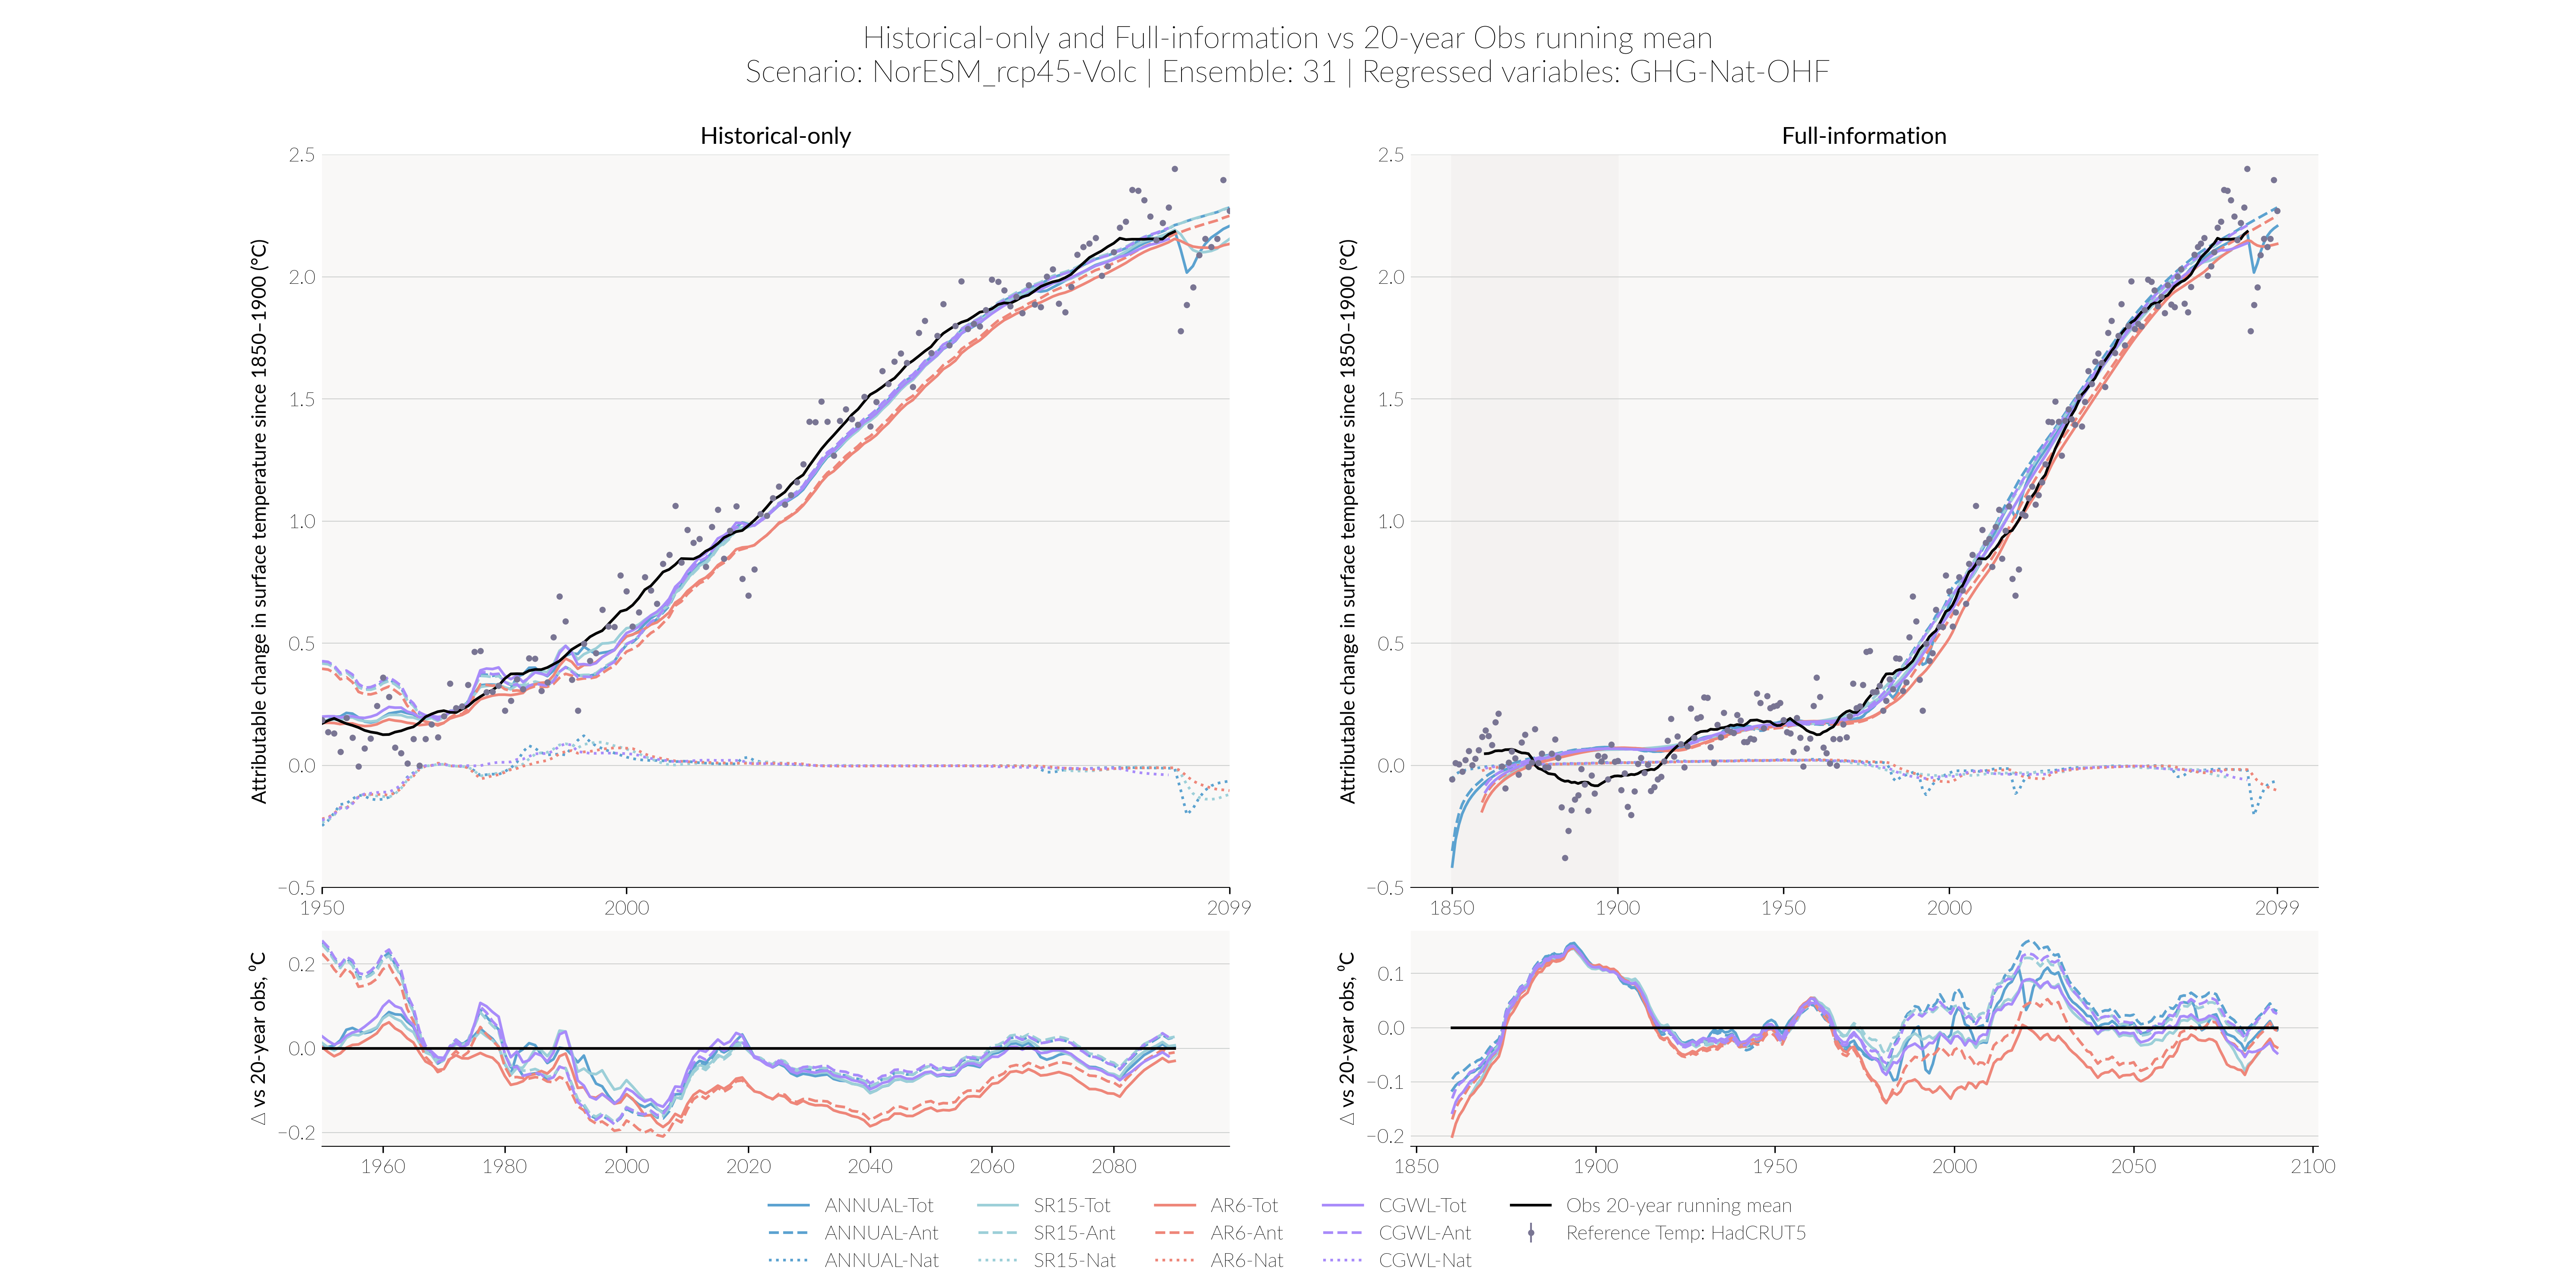 Historical-only and Full-information vs 20-year Obs running mean
Scenario: NorESM_rcp45-Volc | Ensemble: 31 | Regressed variables: GHG-Nat-OHF
Historical-only
Attributable change in surface temperature since 1850–1900 (°C)
2.5
2.0
1.5
1.0
0.5
0.0
−0.5
1950
2000
2099
Full-information
Attributable change in surface temperature since 1850–1900 (°C)
2.5
2.0
1.5
1.0
0.5
0.0
−0.5
1850
1900
1950
2000
2099
△ vs 20-year obs, ⁰C
0.2
0.0
−0.2
1960
1980
2000
2020
2040
2060
2080
△ vs 20-year obs, ⁰C
0.1
0.0
−0.1
−0.2
1850
1900
1950
2000
2050
2100
ANNUAL-Tot
ANNUAL-Ant
ANNUAL-Nat
SR15-Tot
SR15-Ant
SR15-Nat
AR6-Tot
AR6-Ant
AR6-Nat
CGWL-Tot
CGWL-Ant
CGWL-Nat
Obs 20-year running mean
Reference Temp: HadCRUT5